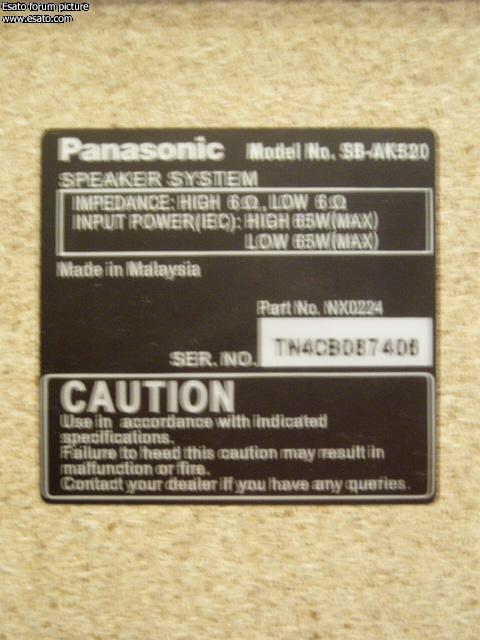 Esato forum picture
www.esato.com
Panasonic Model No. SB-AK520
SPEAKER SYSTEM
IMPEDANCE: HIGH 6Ω, LOW 6Ω
INPUT POWER(IEC): HIGH 65W(MAX)
LOW 65W(MAX)
Made in Malaysia
Part No. NX0224
SER. NO. TN4CB087406
CAUTION
Use in accordance with indicated
specifications.
Failure to heed this caution may result in
malfunction or fire.
Contact your dealer if you have any queries.